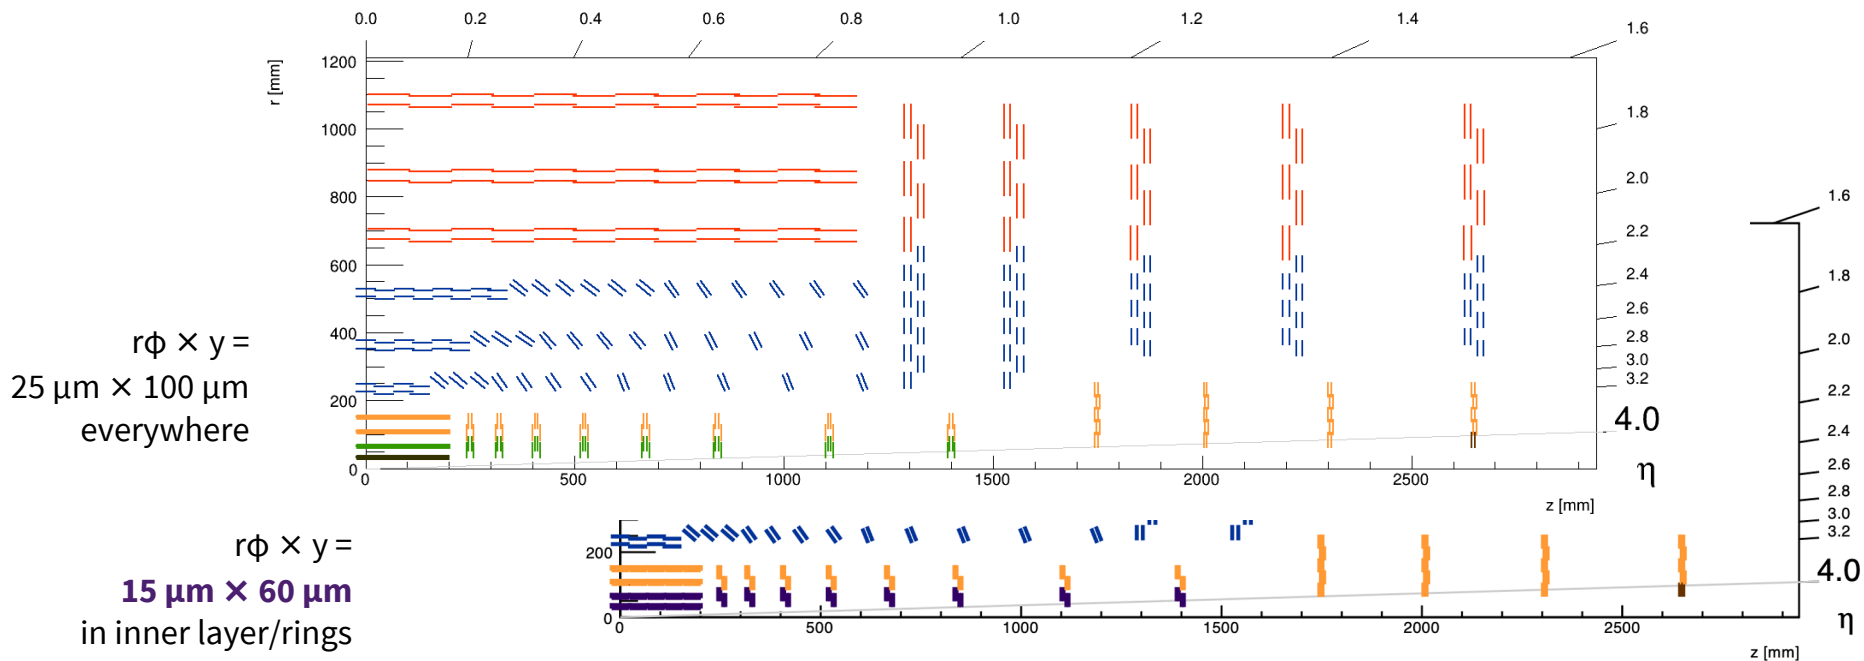 0.0 0.2 0.4 0.6 0.8 1.0 1.2 1.4 1.6
r [mm]
1200
1000
800
600
400
200
0
1.8
2.0
2.2
2.4
2.6
2.8
3.0
3.2
4.0
η
0 500 1000 1500 2000 2500
z [mm]
rϕ × y =
25 μm × 100 μm
everywhere
1.6
1.8
2.0
2.2
2.4
2.6
2.8
3.0
3.2
4.0
η
rϕ × y =
15 μm × 60 μm
in inner layer/rings
200
0
0 500 1000 1500 2000 2500
z [mm]